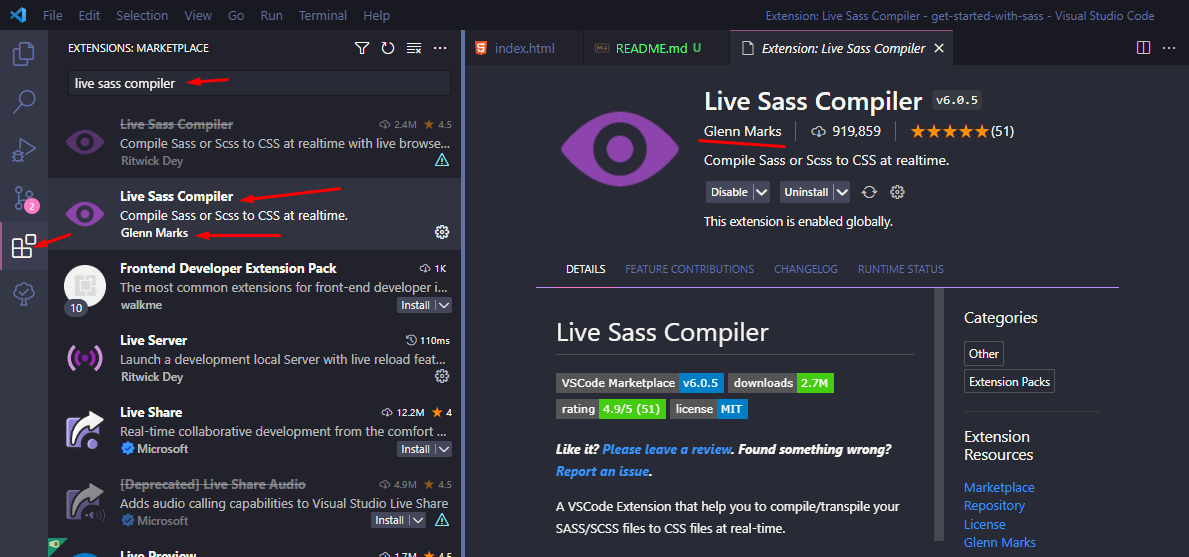 File Edit Selection View Go Run Terminal Help
Extension: Live Sass Compiler - get-started-with-sass - Visual Studio Code
EXTENSIONS: MARKETPLACE
live sass compiler
Live Sass Compiler 2.4M 4.5
Compile Sass or Scss to CSS at realtime with live browse...
Ritwick Dey
Live Sass Compiler
Compile Sass or Scss to CSS at realtime.
Glenn Marks
2
Frontend Developer Extension Pack 1K
The most common extensions for front-end developer i...
walkme Install
10
Live Server 110ms
Launch a development local Server with live reload feat...
Ritwick Dey
Live Share 12.2M 4
Real-time collaborative development from the comfort ...
Microsoft Install
[Deprecated] Live Share Audio 4.9M 4.5
Adds audio calling capabilities to Visual Studio Live Share
Microsoft Install
Live Preview 1.7M 4.5
index.html README.md U Extension: Live Sass Compiler
Live Sass Compiler v6.0.5
Glenn Marks 919,859 (51)
Compile Sass or Scss to CSS at realtime.
Disable Uninstall
This extension is enabled globally.
DETAILS FEATURE CONTRIBUTIONS CHANGELOG RUNTIME STATUS
Live Sass Compiler
VSCode Marketplace v6.0.5 downloads 2.7M
rating 4.9/5 (51) license MIT
Like it? Please leave a review. Found something wrong?
Report an issue.
A VSCode Extension that help you to compile/transpile your
SASS/SCSS files to CSS files at real-time.
Categories
Other
Extension Packs
Extension
Resources
Marketplace
Repository
License
Glenn Marks